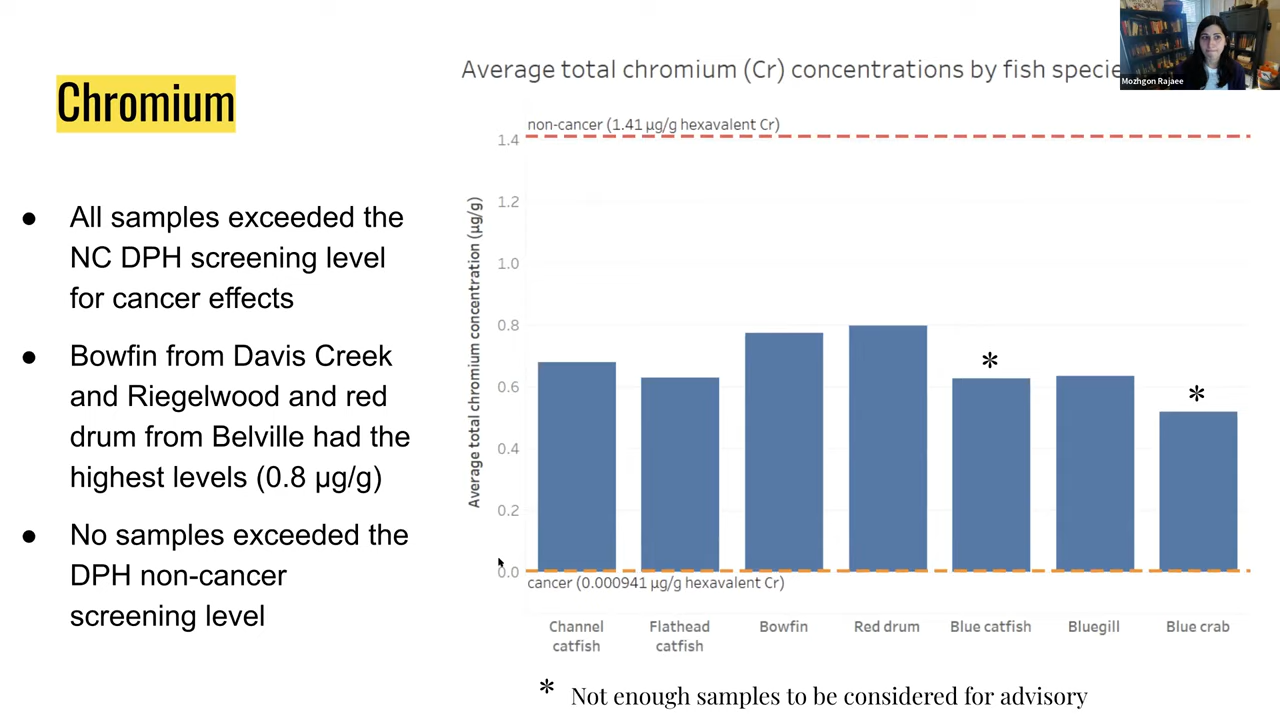 Chromium
● All samples exceeded the
NC DPH screening level
for cancer effects
● Bowfin from Davis Creek
and Riegelwood and red
drum from Belville had the
highest levels (0.8 µg/g)
● No samples exceeded the
DPH non-cancer
screening level
Average total chromium (Cr) concentrations by fish specie
Mozhgon Rajaee
non-cancer (1.41 µg/g hexavalent Cr)
Average total chromium concentration (µg/g)
1.4
1.2
1.0
0.8
0.6
0.4
0.2
0.0
*
*
cancer (0.000941 µg/g hexavalent Cr)
Channel catfish
Flathead catfish
Bowfin
Red drum
Blue catfish
Bluegill
Blue crab
* Not enough samples to be considered for advisory